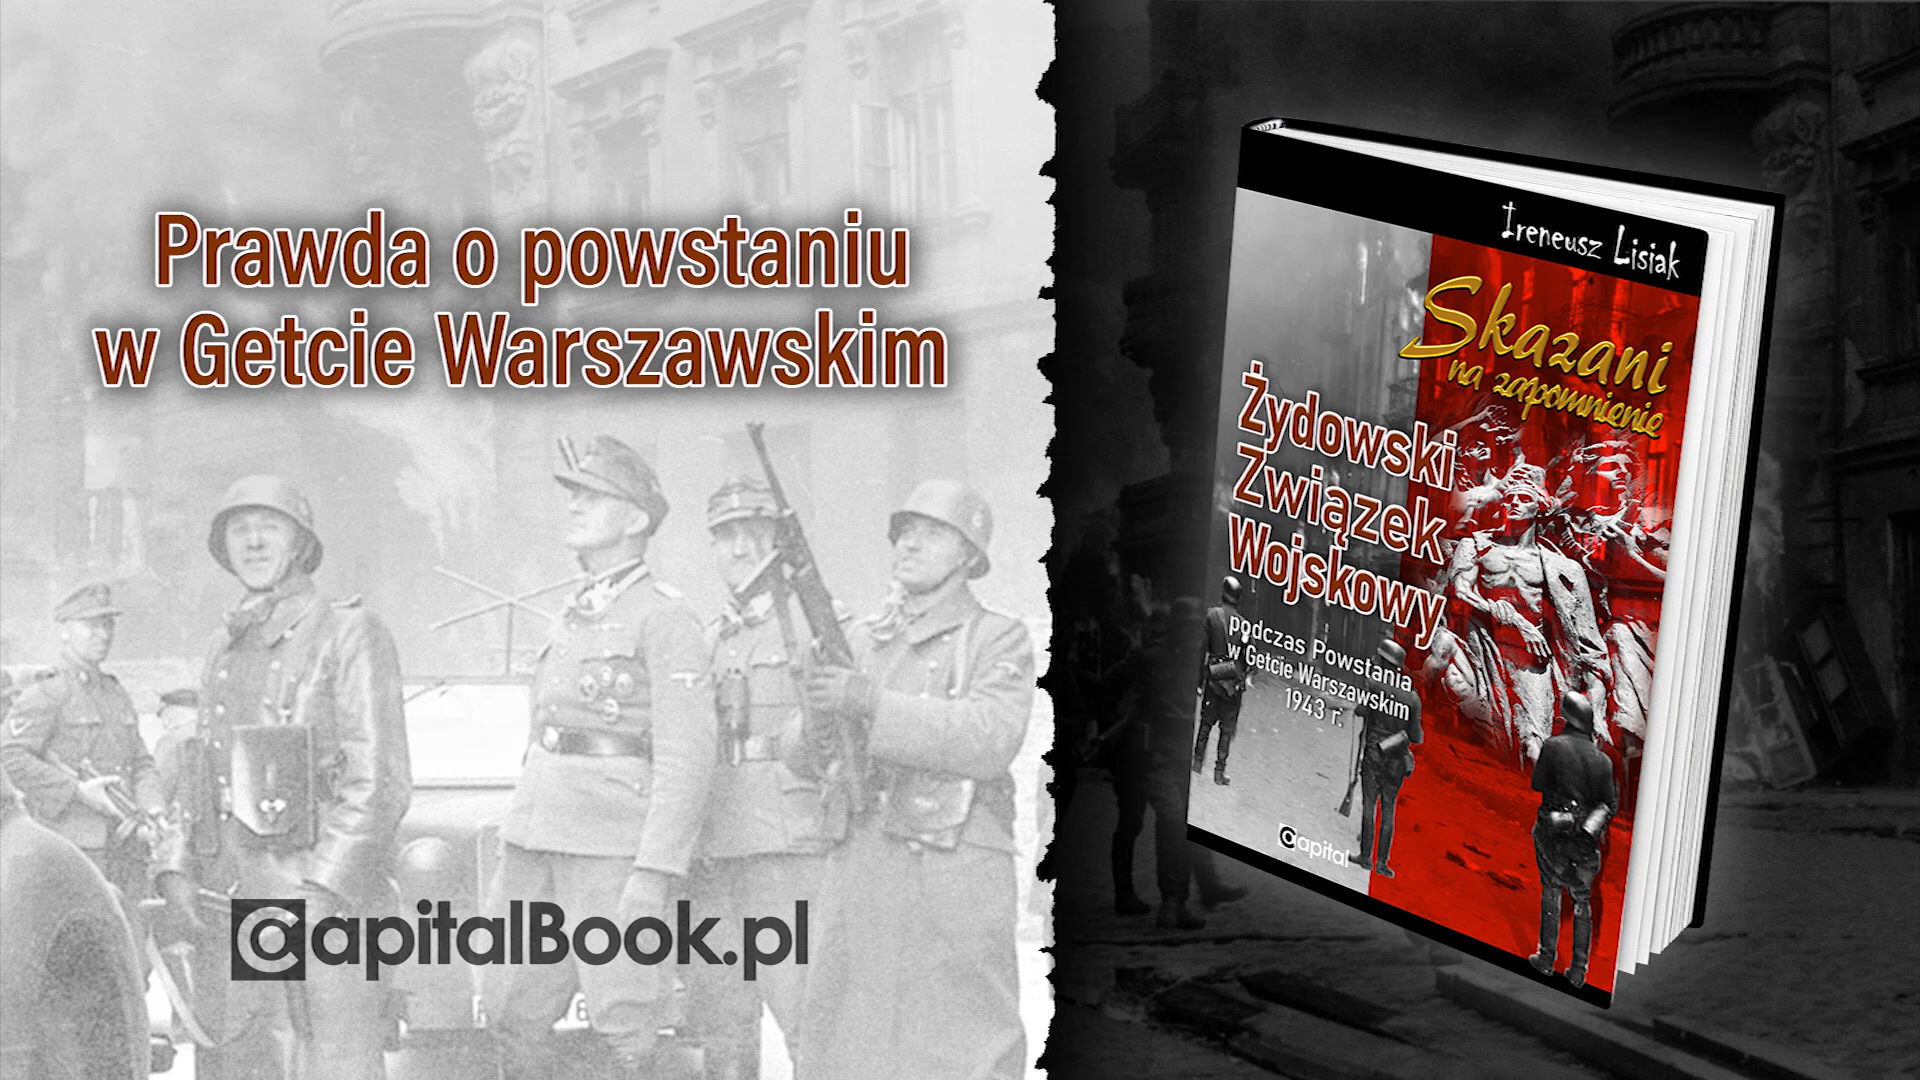 Prawda o powstaniu
w Getcie Warszawskim
CapitalBook.pl
Ireneusz Lisiak
Skazani
na zapomnienie
Żydowski
Związek
Wojskowy
podczas Powstania
w Getcie Warszawskim
1943 r.
Capital